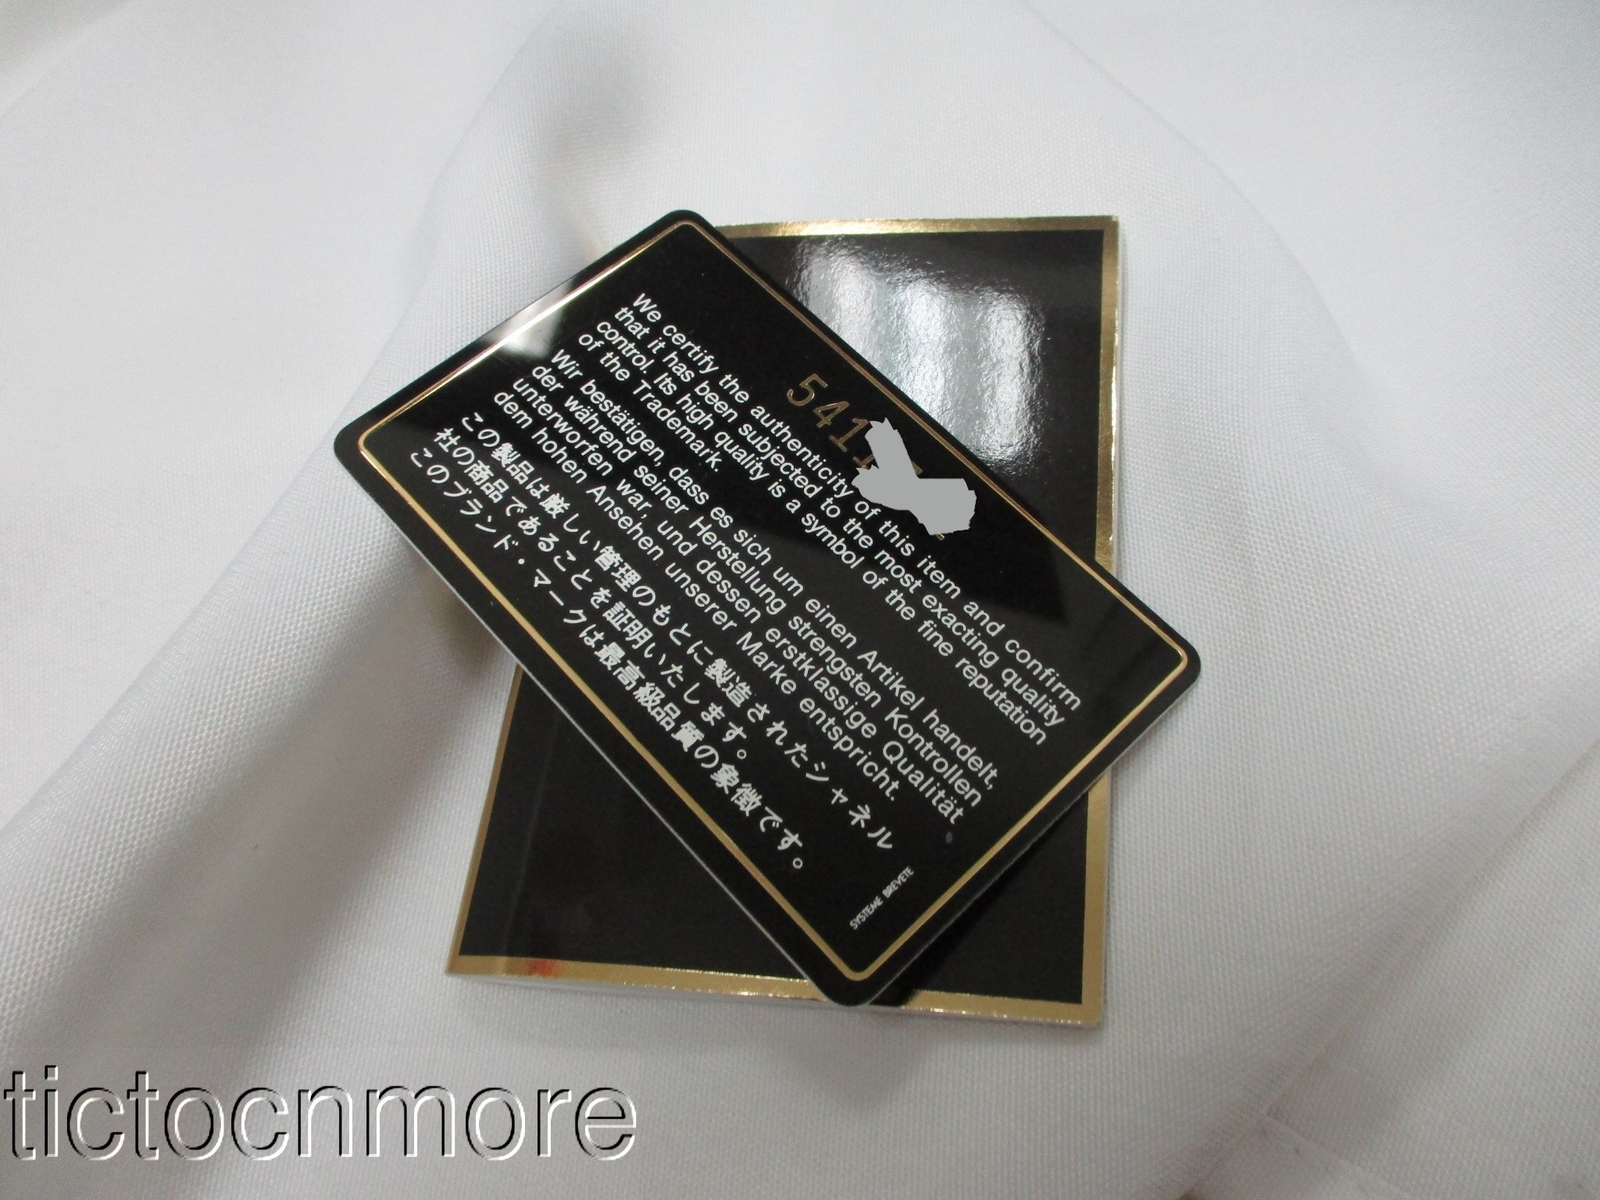 541
We certify the authenticity of this item and confirm
that it has been subjected to the most exacting quality
control. Its high quality is a symbol of the fine reputation
of the Trademark.
Wir bestätigen, dass es sich um einen Artikel handelt,
der während seiner Herstellung strengsten Kontrollen
unterworfen war, und dessen erstklassige Qualität
dem hohen Ansehen unserer Marke entspricht.
この製品は厳しい管理のもとに製造されたシャネル
社の商品であることを証明いたします。
このブランド・マークは最高級品質の象徴です。
SYSTEME BREVETE
tictocnmore